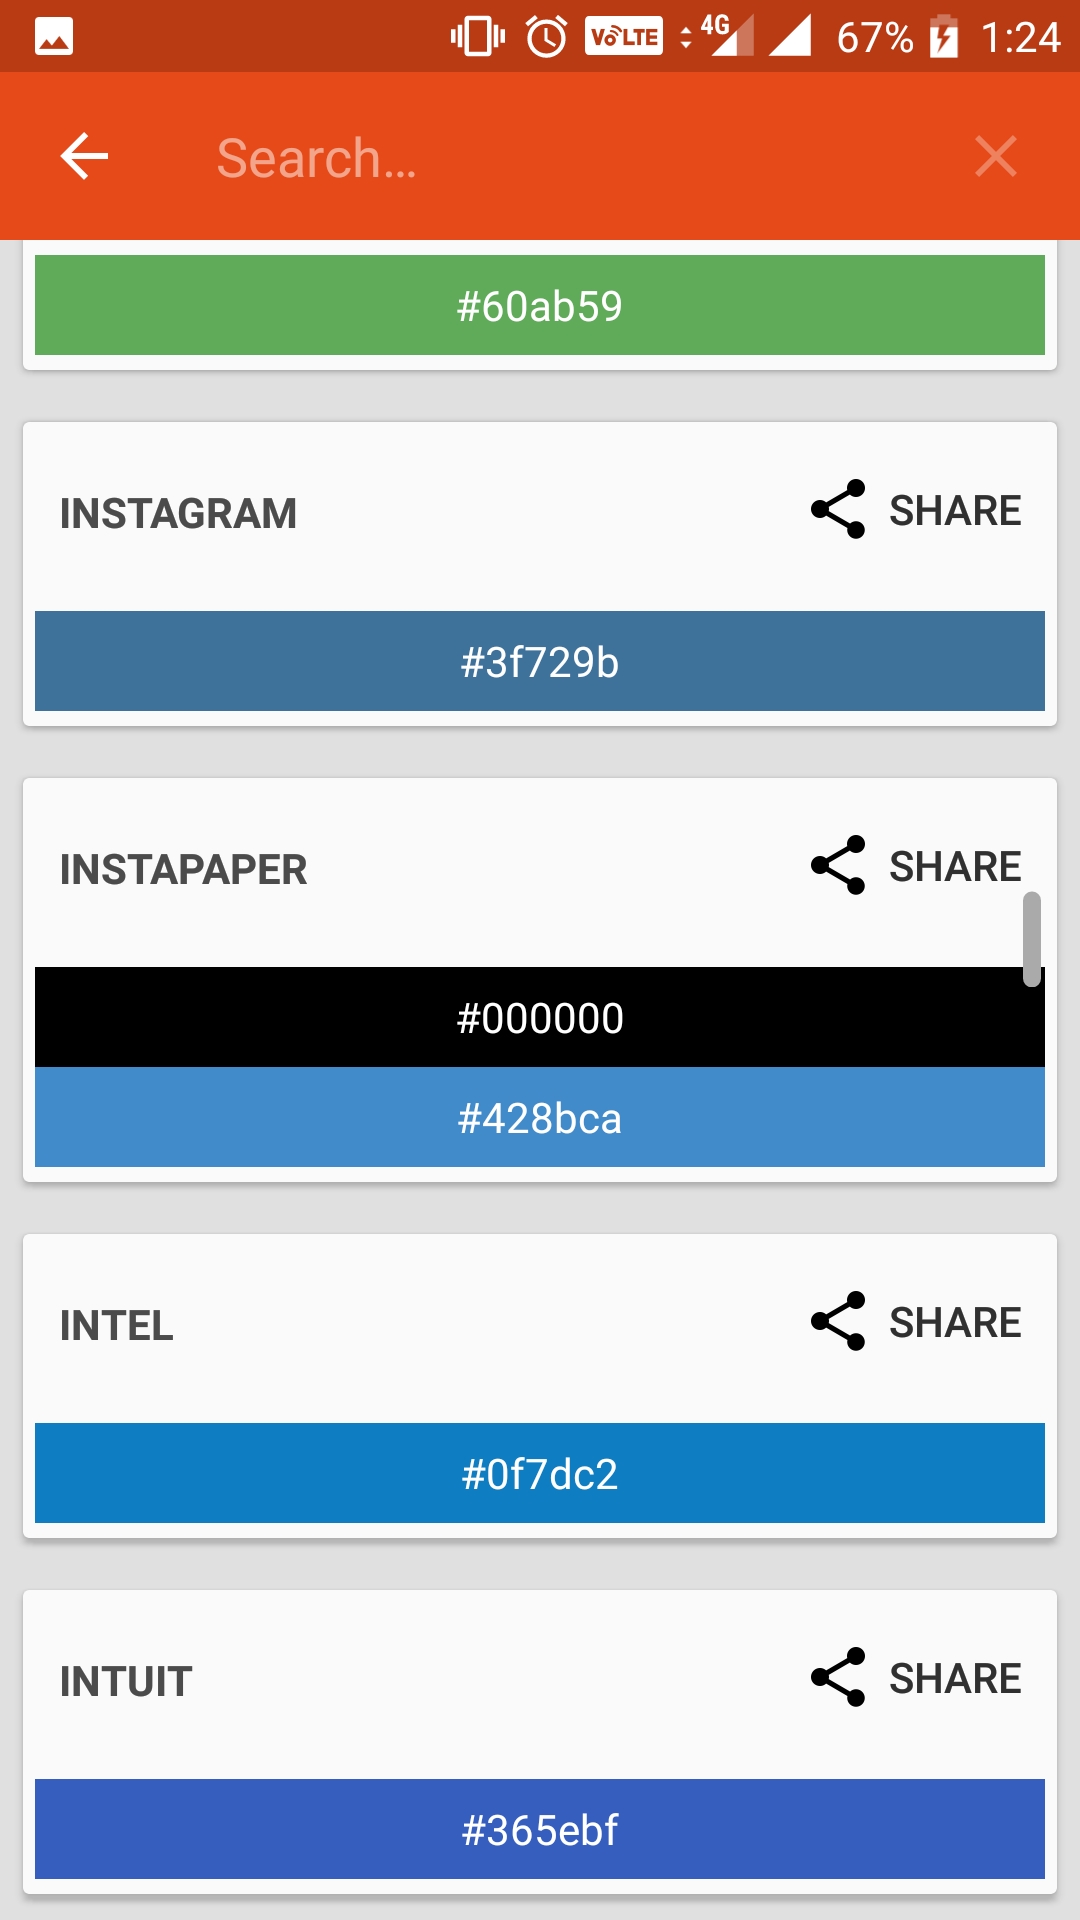 VoLTE 4G 67% 1:24
Search...
#60ab59
INSTAGRAM SHARE
#3f729b
INSTAPAPER SHARE
#000000
#428bca
INTEL SHARE
#0f7dc2
INTUIT SHARE
#365ebf